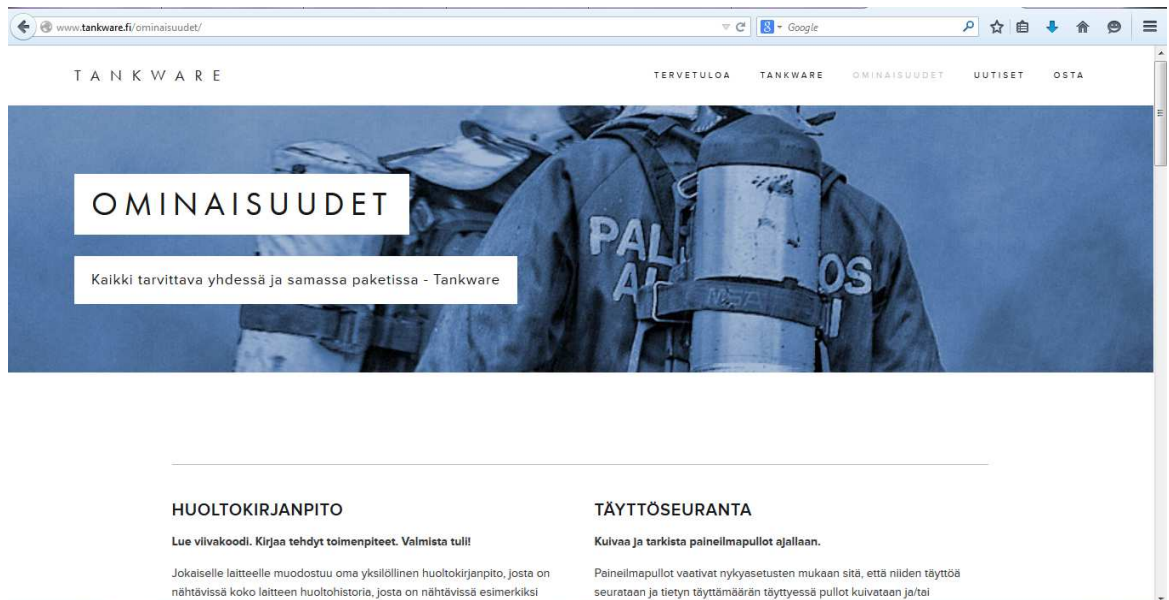 www.tankware.fi/ominaisuudet/
Google
TANKWARE
TERVETULOA TANKWARE OMINAISUUDET UUTISET OSTA
OMINAISUUDET
Kaikki tarvittava yhdessä ja samassa paketissa - Tankware
MSA
HUOLTOKIRJANPITO
Lue viivakoodi. Kirjaa tehdyt toimenpiteet. Valmista tuli!
Jokaiselle laitteelle muodostuu oma yksilöllinen huoltokirjanpito, josta on
nähtävissä koko laitteen huoltohistoria, josta on nähtävissä esimerkiksi
TÄYTTÖSEURANTA
Kuivaa ja tarkista paineilmapullot ajallaan.
Paineilmapullot vaativat nykyasetusten mukaan sitä, että niiden täyttöä
seurataan ja tietyn täyttämäärän täyttyessä pullot kuivataan ja/tai